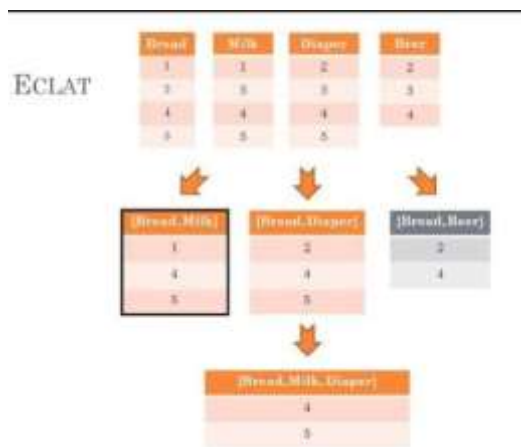 Bread Milk Diaper Beer
1 1 2 2
2 3 3 3
ECLAT
4 4 4 4
5 5 5
{Bread,Milk} {Bread,Diaper} {Bread,Beer}
1 2 2
4 4 4
5 5
{Bread,Milk,Diaper}
4
5